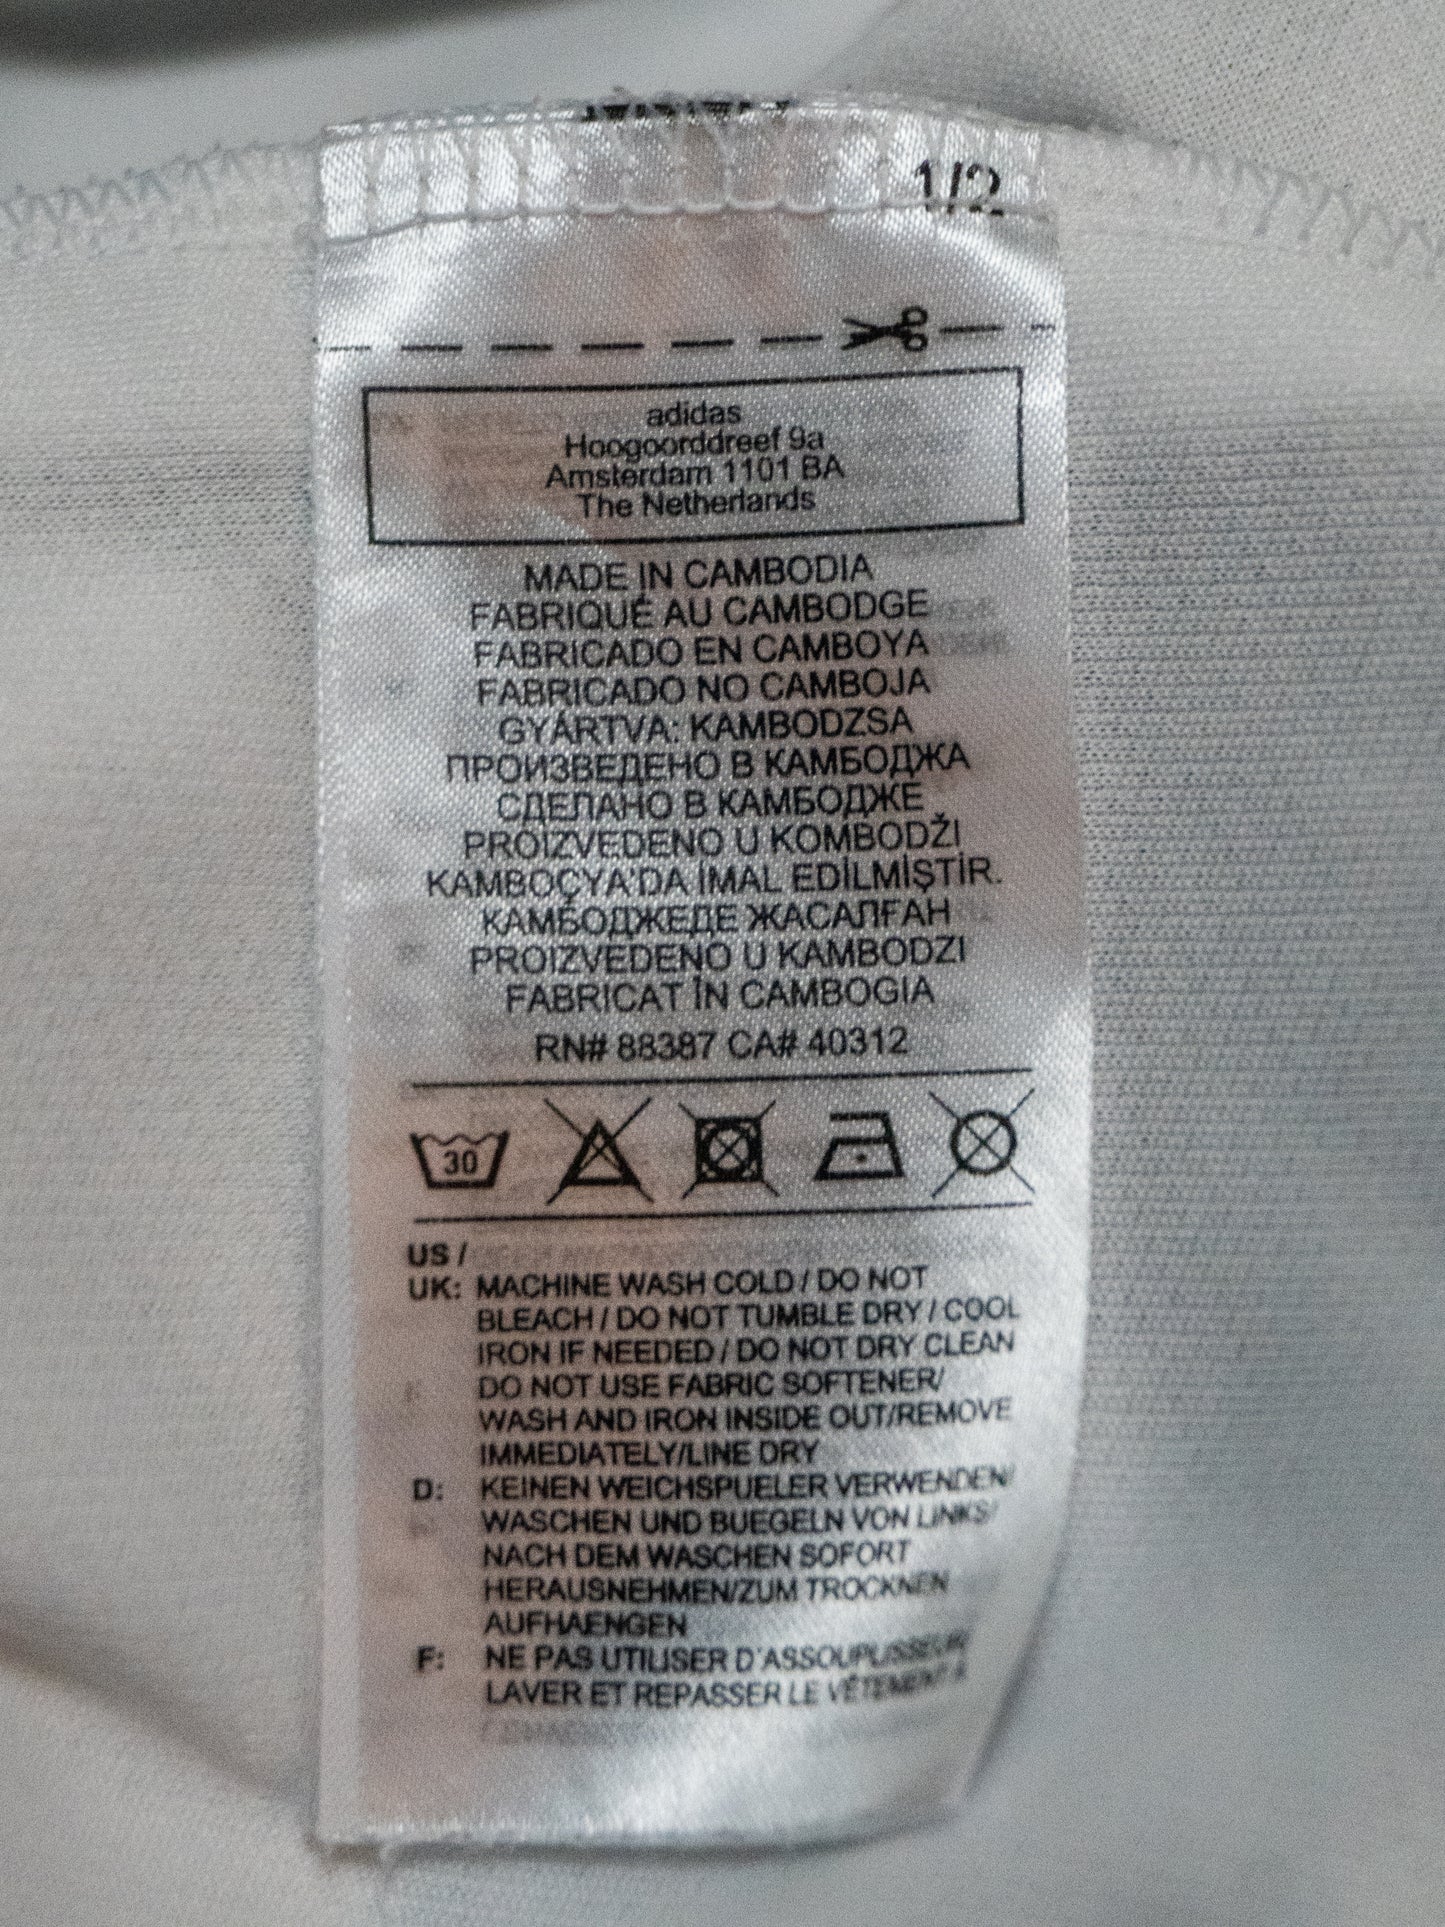 1/2
adidas
Hoogoorddreef 9a
Amsterdam 1101 BA
The Netherlands
MADE IN CAMBODIA
FABRIQUÉ AU CAMBODGE
FABRICADO EN CAMBOYA
FABRICADO NO CAMBOJA
GYÁRTVA: KAMBODZSA
ПРОИЗВЕДЕНО В КАМБОДЖА
СДЕЛАНО В КАМБОДЖЕ
PROIZVEDENO U KOMBODŽI
KAMBOÇYA'DA İMAL EDİLMİŞTİR.
КАМБОДЖЕДЕ ЖАСАЛҒАН
PROIZVEDENO U KAMBODZI
FABRICAT ÎN CAMBOGIA
RN# 88387 CA# 40312
30
US /
UK: MACHINE WASH COLD / DO NOT
BLEACH / DO NOT TUMBLE DRY / COOL
IRON IF NEEDED / DO NOT DRY CLEAN
DO NOT USE FABRIC SOFTENER/
WASH AND IRON INSIDE OUT/REMOVE
IMMEDIATELY/LINE DRY
D: KEINEN WEICHSPUELER VERWENDEN/
WASCHEN UND BUEGELN VON LINKS/
NACH DEM WASCHEN SOFORT
HERAUSNEHMEN/ZUM TROCKNEN
AUFHAENGEN
F: NE PAS UTILISER D'ASSOUPLISSEUR/
LAVER ET REPASSER LE VÊTEMENT À